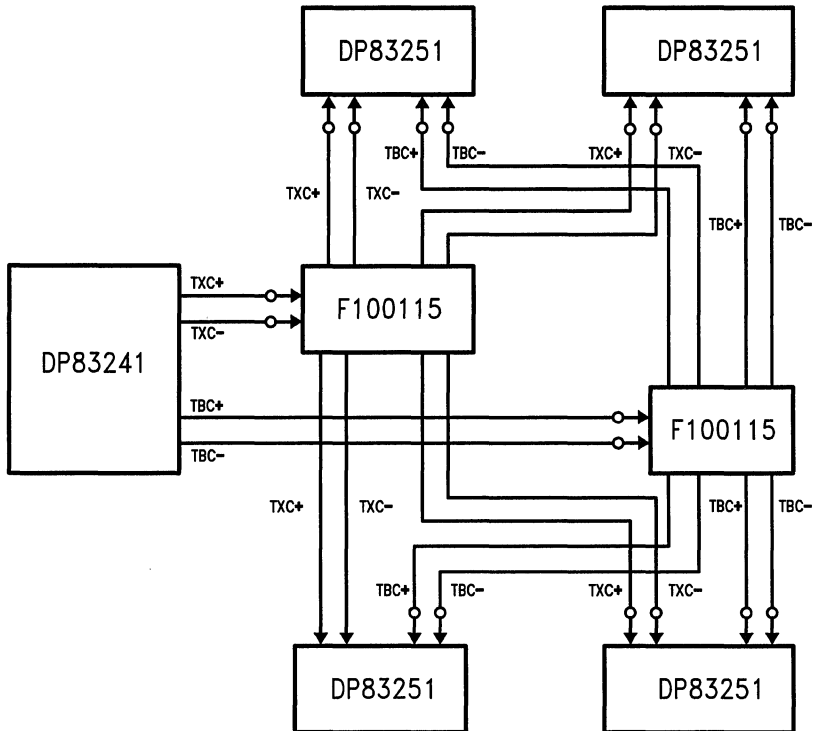 DP83251
DP83251
TBC+
TBC-
TXC+
TXC-
TXC+
TXC-
TBC+
TBC-
TXC+
F100115
TXC-
DP83241
TBC+
F100115
TBC-
TXC+
TXC-
TBC+
TBC-
TBC+
TBC-
TXC+
TXC-
DP83251
DP83251